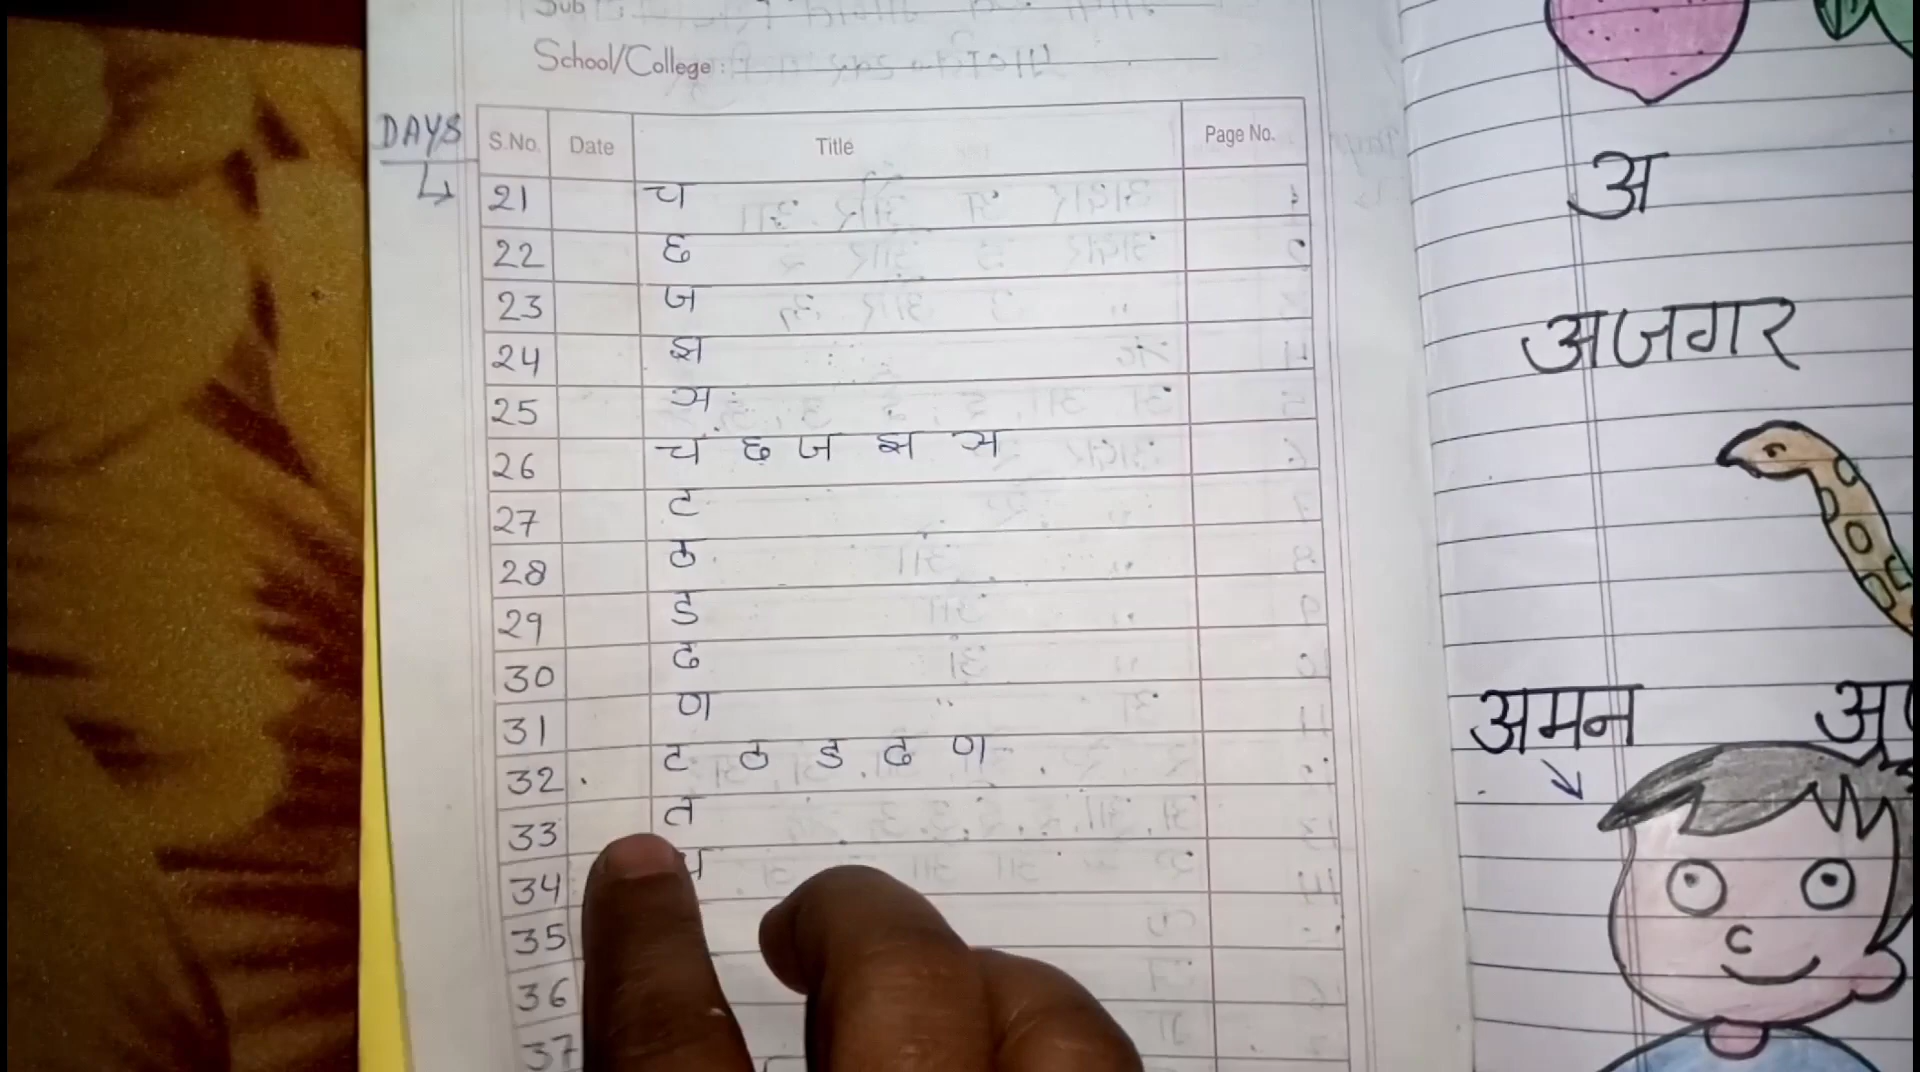 Sub
School/College :
DAYS
S.No. Date Title Page No.
21 च
22 छ
23 ज
24 झ
25 ञ
26 च छ ज झ ञ
27 ट
28 ठ
29 ड
30 ढ
31 ण
32 ट ठ ड ढ ण
33 त
34
35
36
37
अ
अजगर
अमन